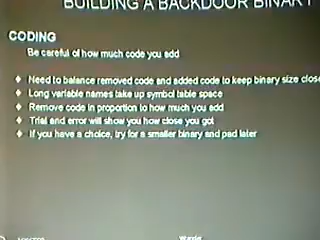 BUILDING A BACKDOOR BINARY
CODING
Be careful of how much code you add
Need to balance removed code and added code to keep binary size close
Long variable names take up symbol table space
Remove code in proportion to how much you add
Trial and error will show you how close you got
If you have a choice, try for a smaller binary and pad later